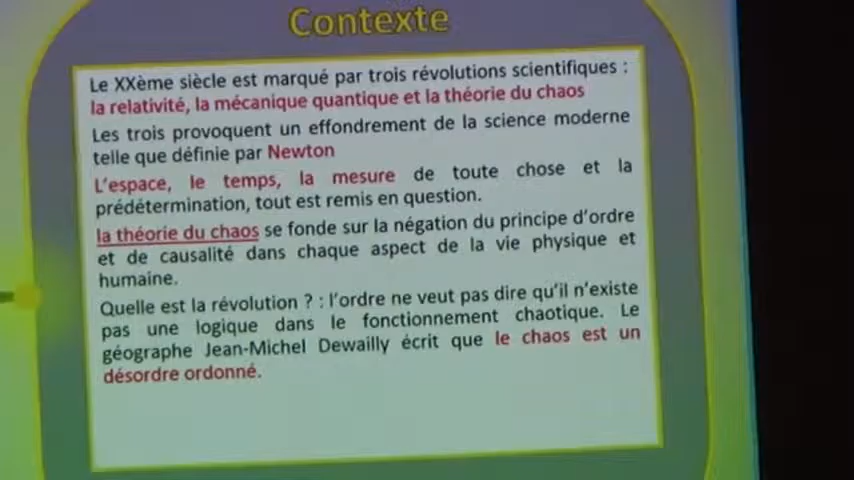 Contexte
Le XXème siècle est marqué par trois révolutions scientifiques :
la relativité, la mécanique quantique et la théorie du chaos
Les trois provoquent un effondrement de la science moderne
telle que définie par Newton
L'espace, le temps, la mesure de toute chose et la
prédétermination, tout est remis en question.
la théorie du chaos se fonde sur la négation du principe d'ordre
et de causalité dans chaque aspect de la vie physique et
humaine.
Quelle est la révolution ? : l'ordre ne veut pas dire qu'il n'existe
pas une logique dans le fonctionnement chaotique. Le
géographe Jean-Michel Dewailly écrit que le chaos est un
désordre ordonné.